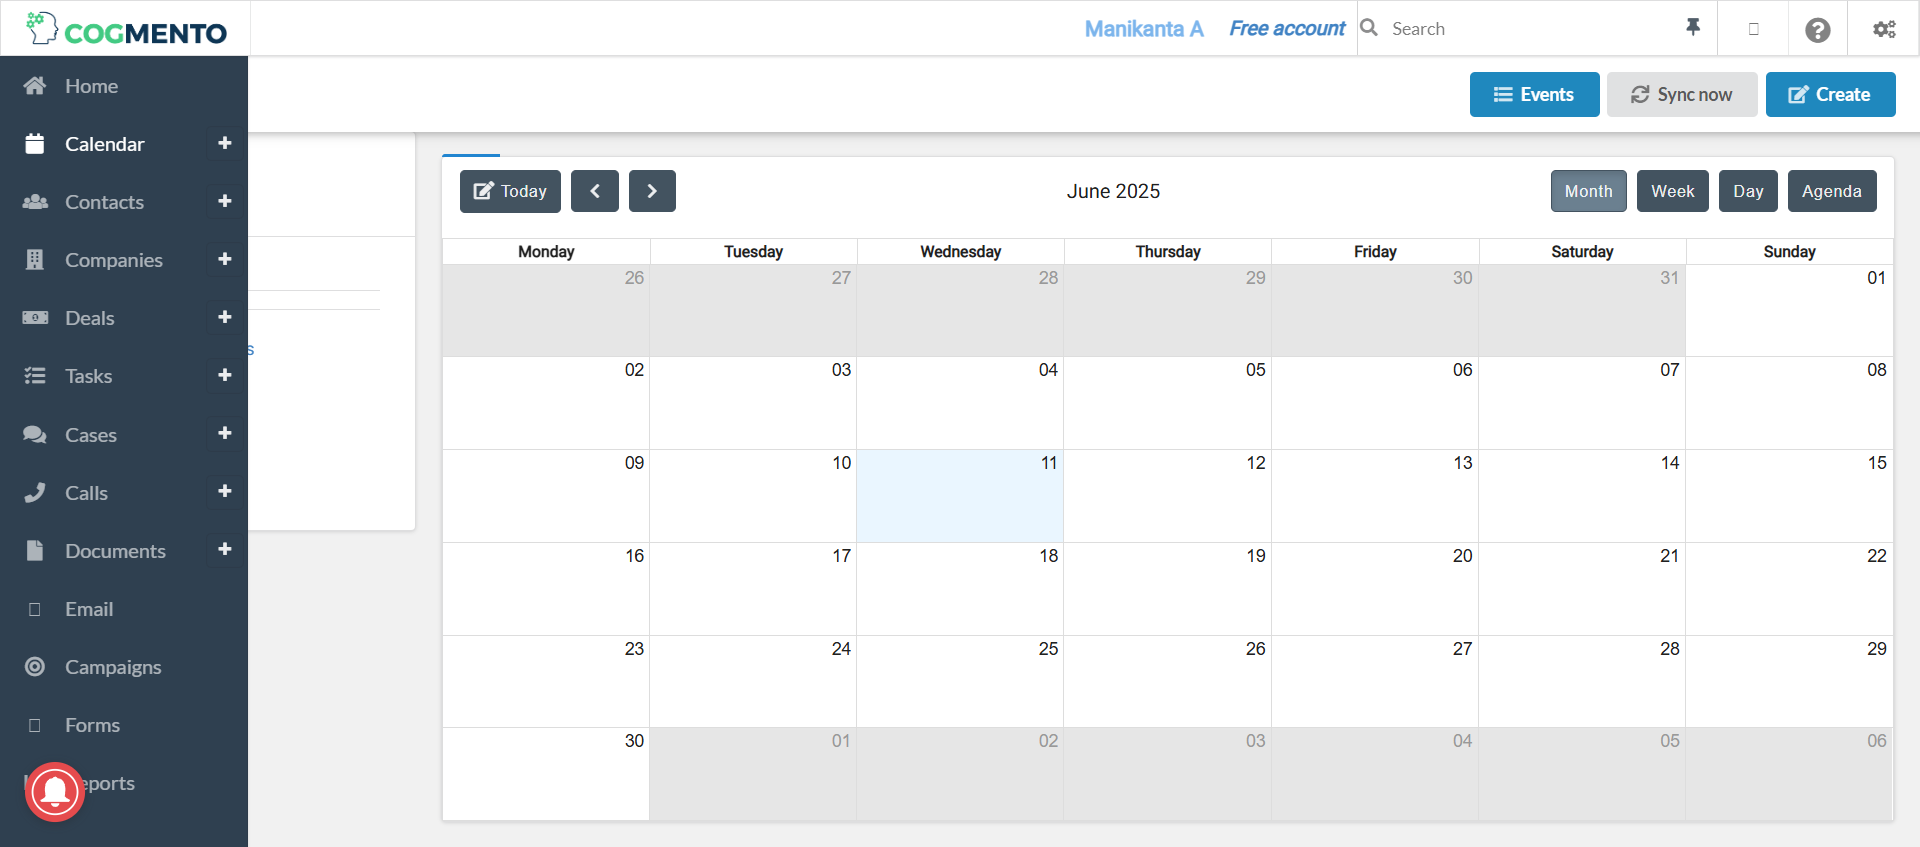 COGMENTO
Manikanta A Free account Search
Events Sync now Create
Home
Calendar
Contacts
Companies
Deals
s
Tasks
Cases
Calls
Documents
Email
Campaigns
Forms
eports
Today June 2025 Month Week Day Agenda
Monday Tuesday Wednesday Thursday Friday Saturday Sunday
26 27 28 29 30 31 01
02 03 04 05 06 07 08
09 10 11 12 13 14 15
16 17 18 19 20 21 22
23 24 25 26 27 28 29
30 01 02 03 04 05 06